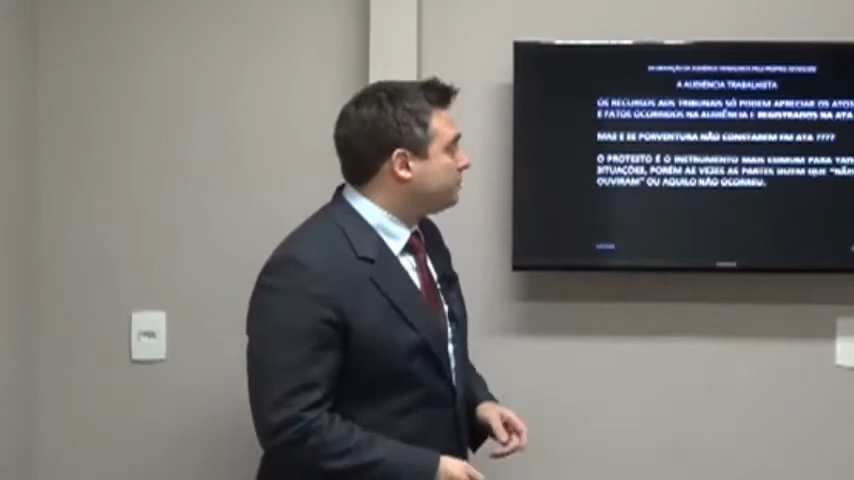 A AUDIÊNCIA TRABALHISTA
OS RECURSOS AOS TRIBUNAIS SÓ PODEM APRECIAR OS ATOS
E FATOS OCORRIDOS NA AUDIÊNCIA E REGISTRADOS NA ATA
MAS E SE PORVENTURA NÃO CONSTAREM EM ATA ????
O PROTESTO É O INSTRUMENTO MAIS COMUM PARA TAIS
SITUAÇÕES, PORÉM AS VEZES AS PARTES DIZEM QUE "NÃO
OUVIRAM" OU AQUILO NÃO OCORREU.